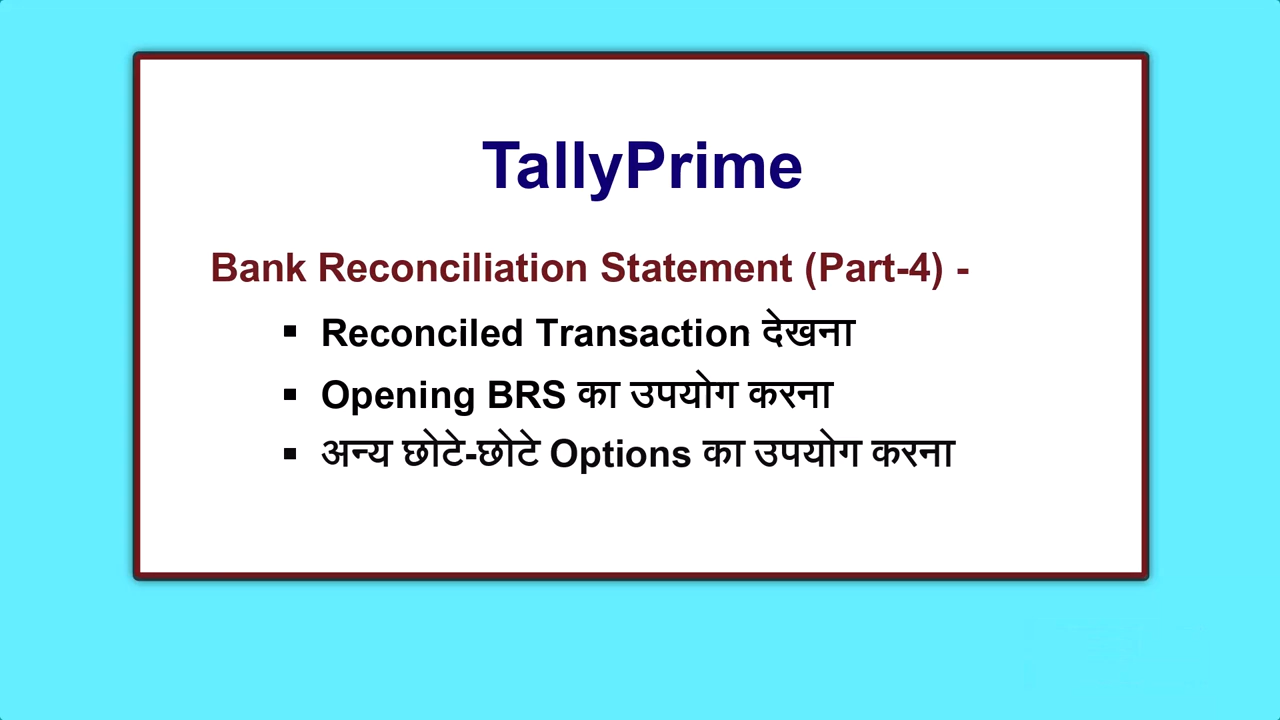 TallyPrime
Bank Reconciliation Statement (Part-4) -
▪ Reconciled Transaction देखना
▪ Opening BRS का उपयोग करना
▪ अन्य छोटे-छोटे Options का उपयोग करना